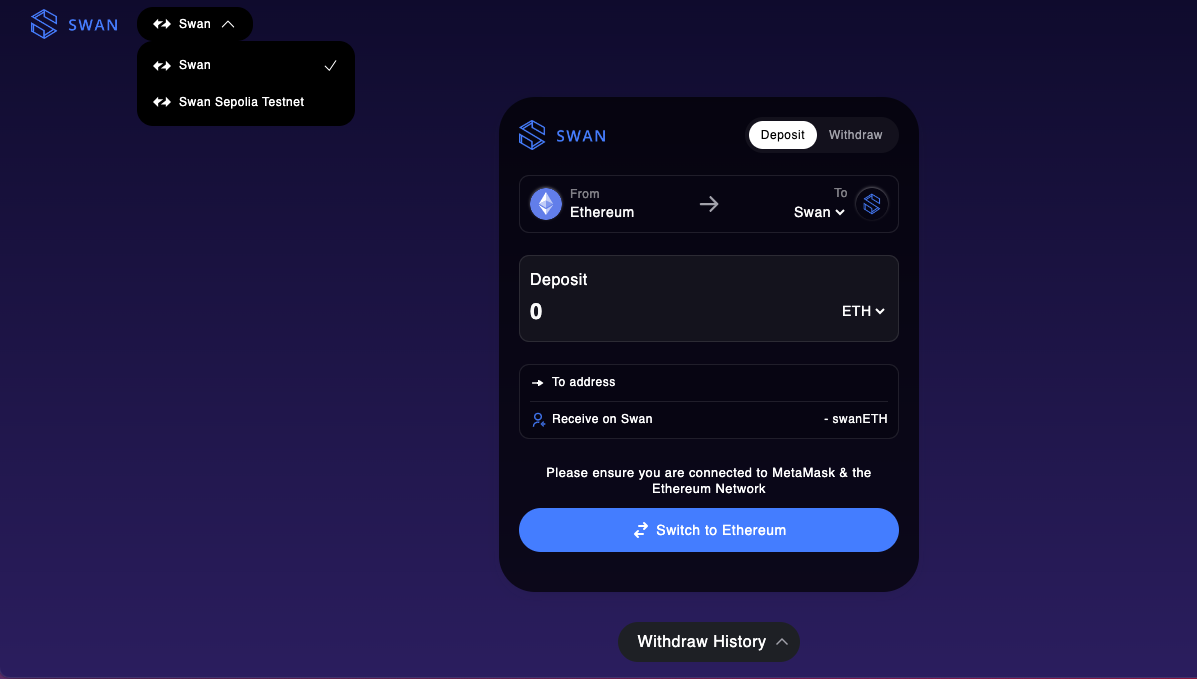 SWAN
Swan
Swan
Swan Sepolia Testnet
SWAN
Deposit Withdraw
From
Ethereum
To
Swan
Deposit
0
ETH
To address
Receive on Swan - swanETH
Please ensure you are connected to MetaMask & the
Ethereum Network
Switch to Ethereum
Withdraw History